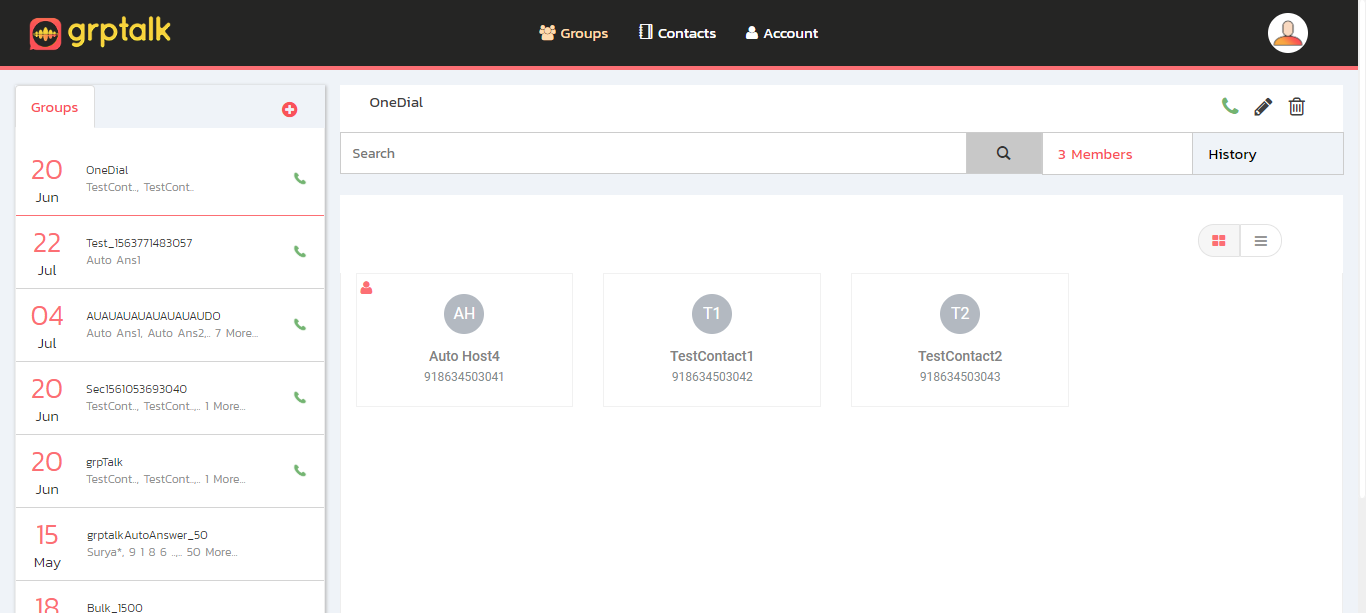 grptalk
Groups Contacts Account
Groups
20
Jun
OneDial
TestCont.., TestCont..
22
Jul
Test_1563771483057
Auto Ans1
04
Jul
AUAUAUAUAUAUAUAUDO
Auto Ans1, Auto Ans2,.. 7 More...
20
Jun
Sec1561053693040
TestCont.., TestCont..,.. 1 More...
20
Jun
grpTalk
TestCont.., TestCont..,.. 1 More...
15
May
grptalkAutoAnswer_50
Surya*, 9 1 8 6 ..,.. 50 More...
18
Bulk_1500
OneDial
Search
3 Members
History
AH
Auto Host4
918634503041
T1
TestContact1
918634503042
T2
TestContact2
918634503043